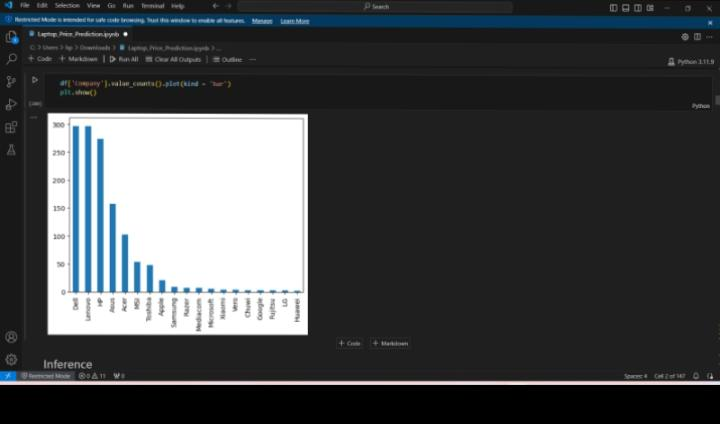 File Edit Selection View Go Run Terminal Help Search
Restricted Mode is intended for safe code browsing. Trust this window to enable all features. Manage Learn More
Laptop_Price_Prediction.ipynb
C: > Users > hp > Downloads > Laptop_Price_Prediction.ipynb > ...
+ Code + Markdown Run All Clear All Outputs Outline ... Python 3.11.9
df['Company'].value_counts().plot(kind = 'bar')
plt.show()
Python
300
250
200
150
100
50
0
Dell Lenovo HP Asus Acer MSI Toshiba Apple Samsung Razer Mediacom Microsoft Xiaomi Vero Chuwi Google Fujitsu LG Huawei
+ Code + Markdown
Inference
Restricted Mode 0 11 0 Spaces: 4 Cell 2 of 147